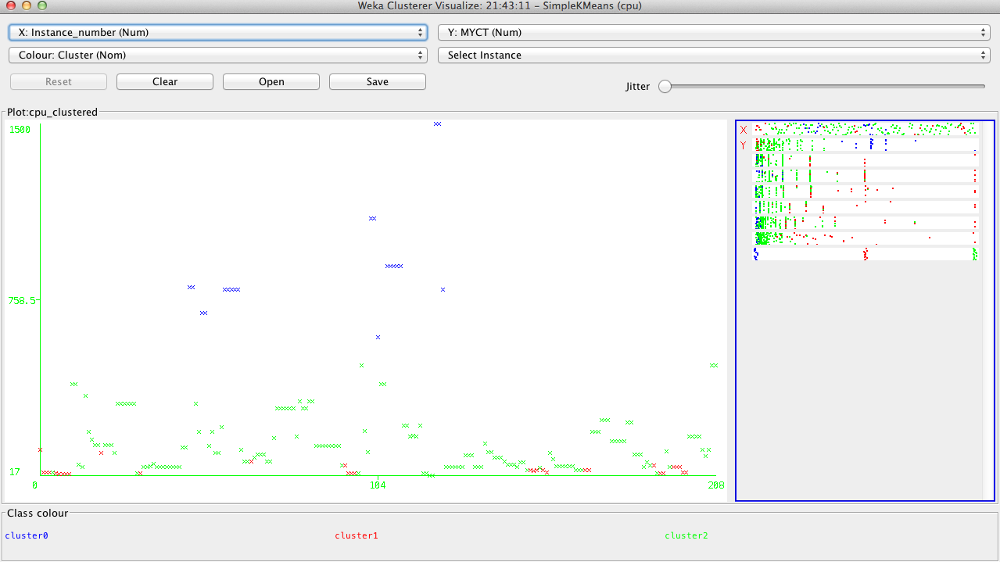 Weka Clusterer Visualize: 21:43:11 – SimpleKMeans (cpu)
X: Instance_number (Num)
Y: MYCT (Num)
Colour: Cluster (Nom)
Select Instance
Reset
Clear
Open
Save
Jitter
Plot:cpu_clustered
1500
758.5
17
0
104
208
X
Y
Class colour
cluster0
cluster1
cluster2